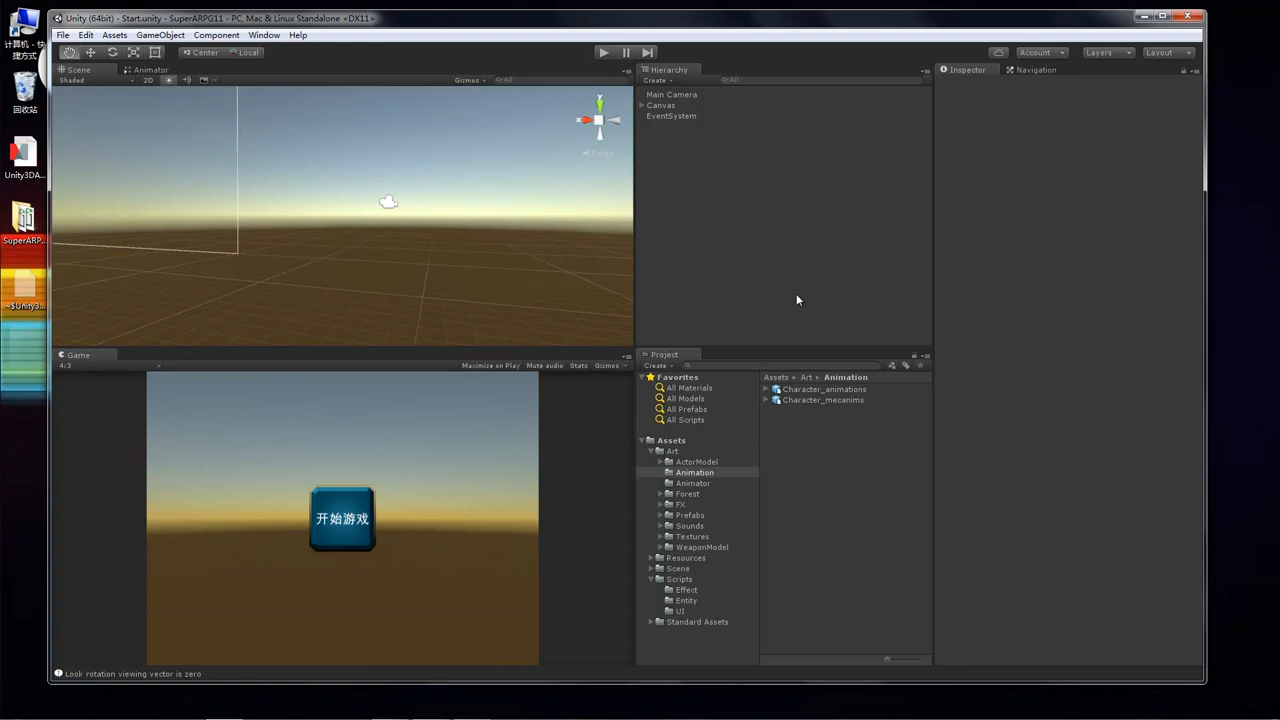 Unity (64bit) - Start.unity - SuperARPG11 - PC, Mac & Linux Standalone <DX11>
File Edit Assets GameObject Component Window Help
Center Local
Account Layers Layout
Scene Animator
Shaded 2D Gizmos All
y
x
Persp
Hierarchy
Create All
Main Camera
Canvas
EventSystem
Inspector Navigation
Game
4:3 Maximize on Play Mute audio Stats Gizmos
开始游戏
Project
Create
Favorites
All Materials
All Models
All Prefabs
All Scripts
Assets
Art
ActorModel
Animation
Animator
Forest
FX
Prefabs
Sounds
Textures
WeaponModel
Resources
Scene
Scripts
Effect
Entity
UI
Standard Assets
Assets Art Animation
Character_animations
Character_mecanims
Look rotation viewing vector is zero
计算机 - 快
捷方式
回收站
Unity3DA...
SuperARP...
~$Unity3...